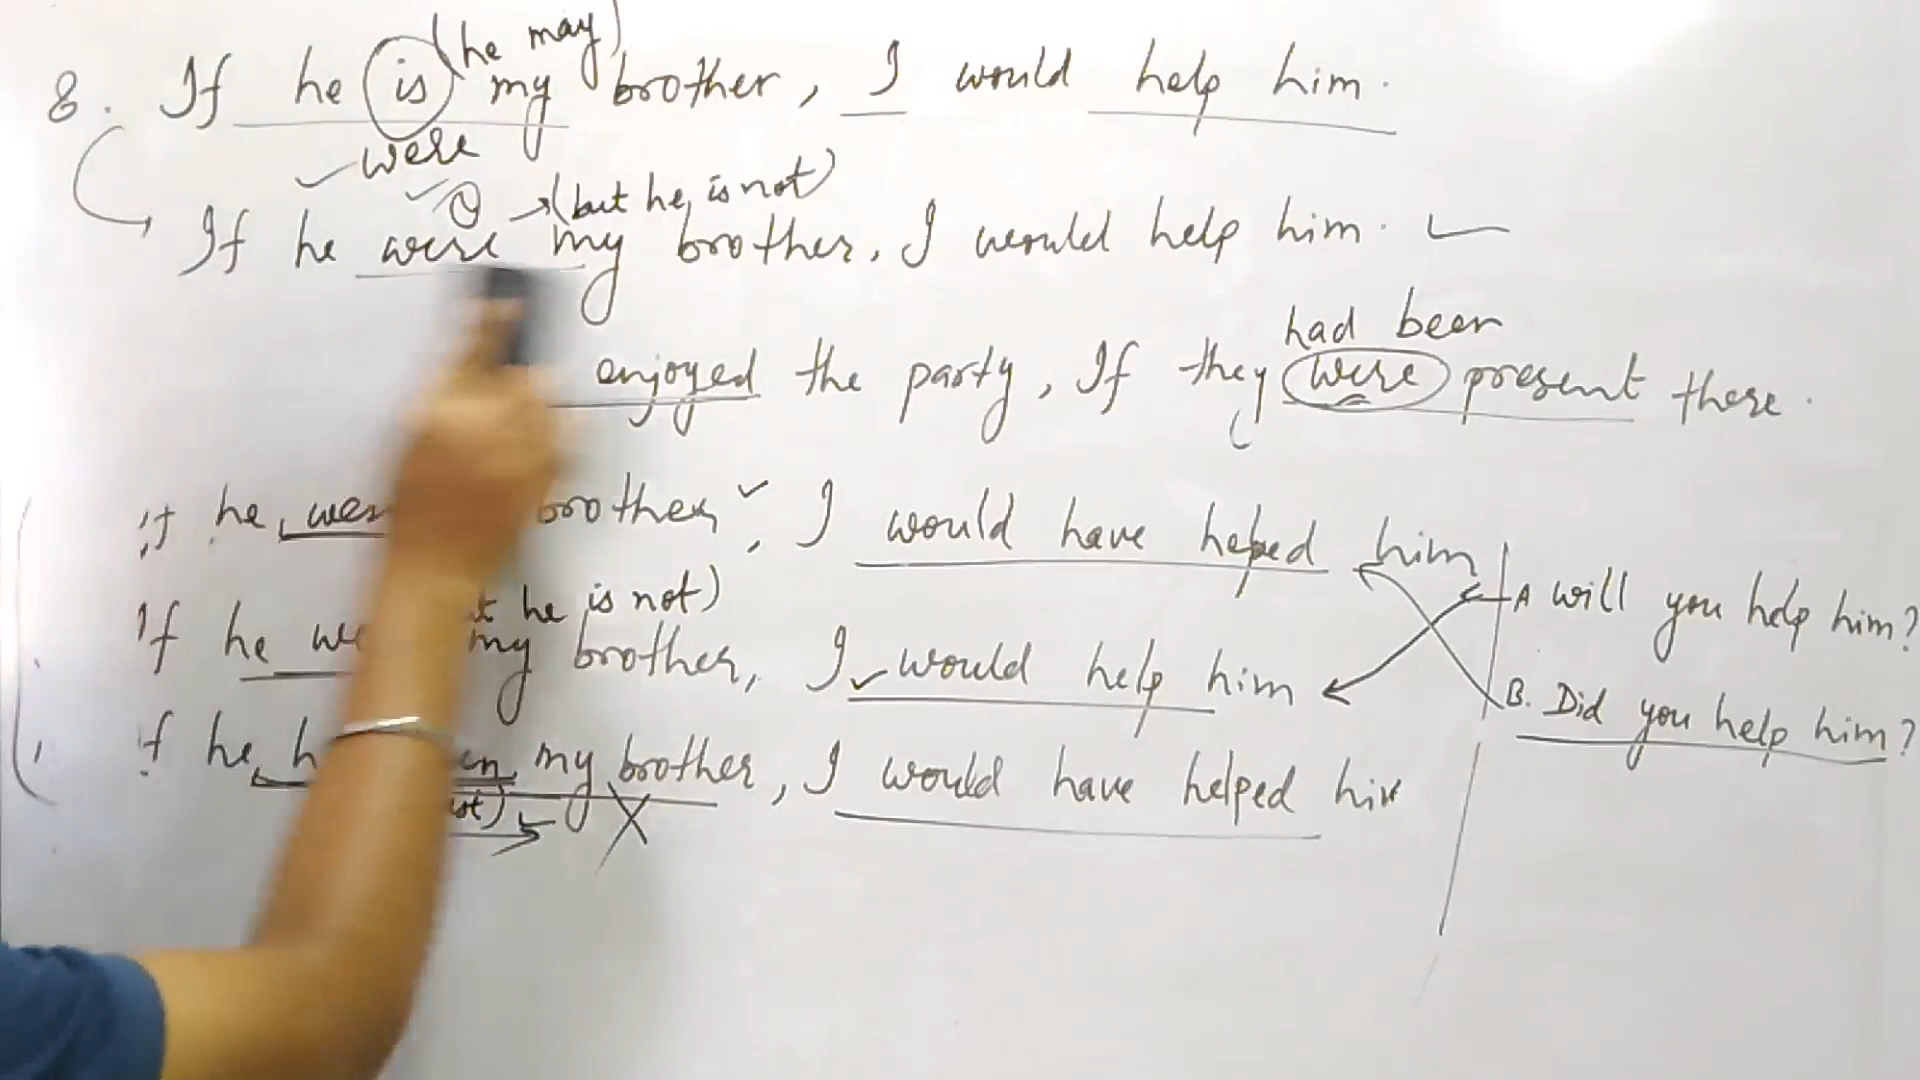 (he may)
8. If he is my brother, I would help him.
were
(but he is not)
If he were my brother, I would help him.
had been
enjoyed the party, If they were present there.
If he brother, I would have helped him
he is not)
A will you help him?
If he my brother, I would help him
B. Did you help him?
If he my brother, I would have helped him